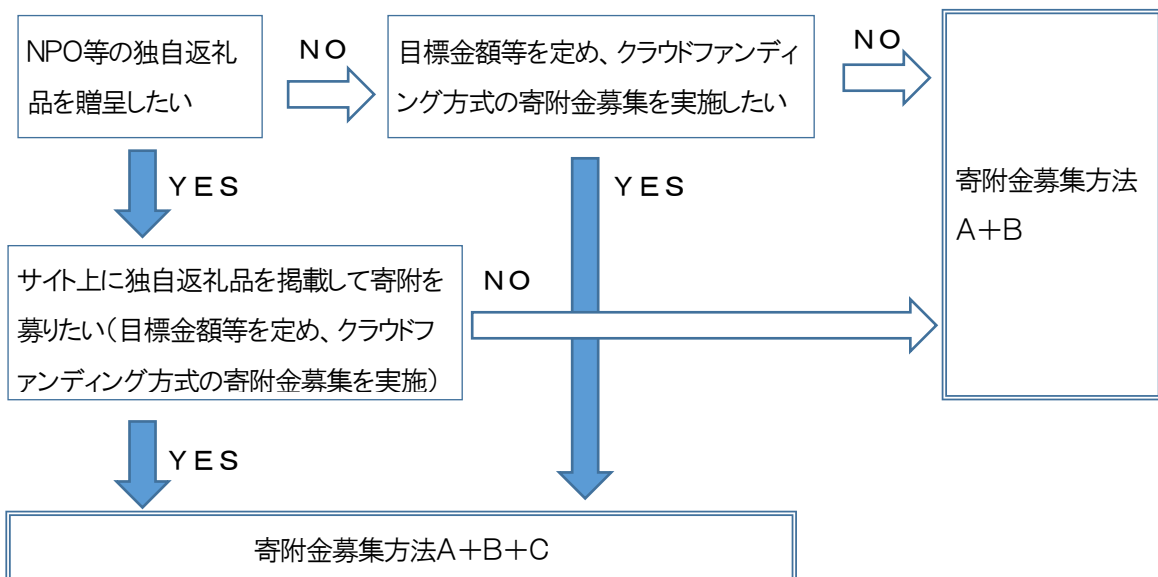 NPO等の独自返礼
品を贈呈したい
ＮＯ
目標金額等を定め、クラウドファンディ
ング方式の寄附金募集を実施したい
ＮＯ
寄附金募集方法
A＋B
ＹＥＳ
ＹＥＳ
サイト上に独自返礼品を掲載して寄附を
募りたい（目標金額等を定め、クラウドフ
ァンディング方式の寄附金募集を実施）
ＮＯ
ＹＥＳ
寄附金募集方法A＋B＋C